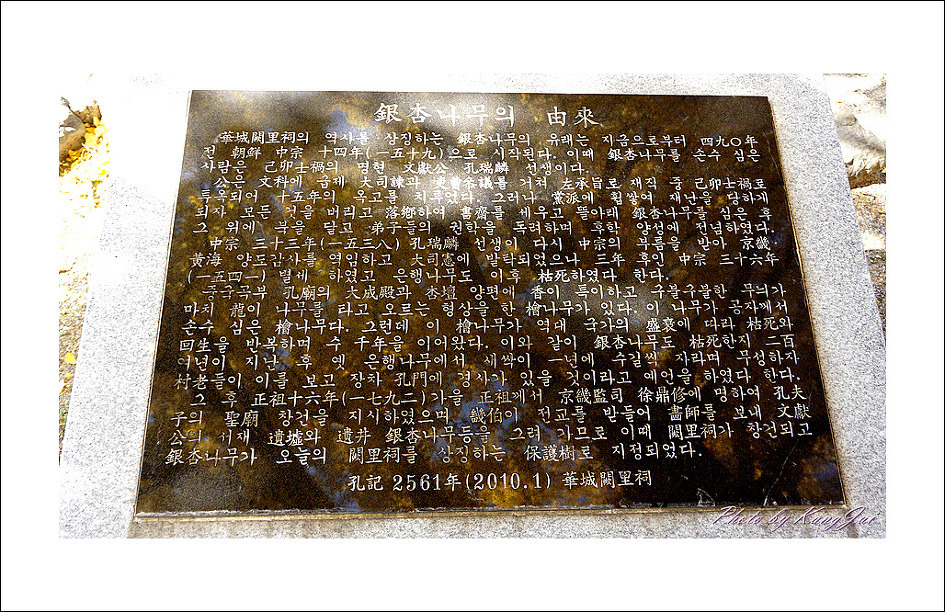 銀杏나무의 由來
華城闕里祠의 역사를 상징하는 銀杏나무의 유래는 지금으로부터 四九○年
전 朝鮮 中宗 十四年(一五十九)으로 시작된다. 이때 銀杏나무를 손수 심은
사람은 己卯士禍의 명현 文獻公 孔瑞麟 선생이다.
公은 文科에 급제 大司諫과 吏曹參議를 거쳐 左承旨로 재직 중 己卯士禍로
투옥되어 十五年의 옥고를 치루었다. 그러나 黨派에 휩쌓여 재난을 당하게
되자 모든 것을 버리고 落鄕하여 書齋를 세우고 뜰아래 銀杏나무를 심은 후
그 위에 북을 달고 弟子들의 권학을 독려하며 후학 양성에 전념하였다.
中宗 三十三年(一五三八) 孔瑞麟 선생이 다시 中宗의 부름을 받아 京畿·
黃海 양도감사를 역임하고 大司憲에 발탁되었으나 三年 후인 中宗 三十六年
(一五四一) 별세 하였고 은행나무도 이후 枯死하였다 한다.
중국곡부 孔廟의 大成殿과 杏壇 양편에 香이 특이하고 구불구불한 무늬가
마치 龍이 나무를 타고 오르는 형상을 한 檜나무가 있다. 이 나무가 공자께서
손수 심은 檜나무다. 그런데 이 檜나무가 역대 국가의 盛衰에 따라 枯死와
回生을 반복하며 수 千年을 이어왔다. 이와 같이 銀杏나무도 枯死한지 二百
여년이 지난 후 옛 은행나무에서 새싹이 一년에 수길씩 자라며 무성하자
村老들이 이를 보고 장차 孔門에 경사가 있을 것이라고 예언을 하였다 한다.
그 후 正祖十六年(一七九二)가을 正祖께서 京畿監司 徐鼎修에 명하여 孔夫
子의 聖廟 창건을 지시하였으며 畿伯이 전교를 받들어 畵師를 보내 文獻
公의 서재 遺墟와 遺井 銀杏나무등을 그려 가므로 이때 闕里祠가 창건되고
銀杏나무가 오늘의 闕里祠를 상징하는 保護樹로 지정되었다.
孔記 2561年(2010.1) 華城闕里祠
Photo by KangJue